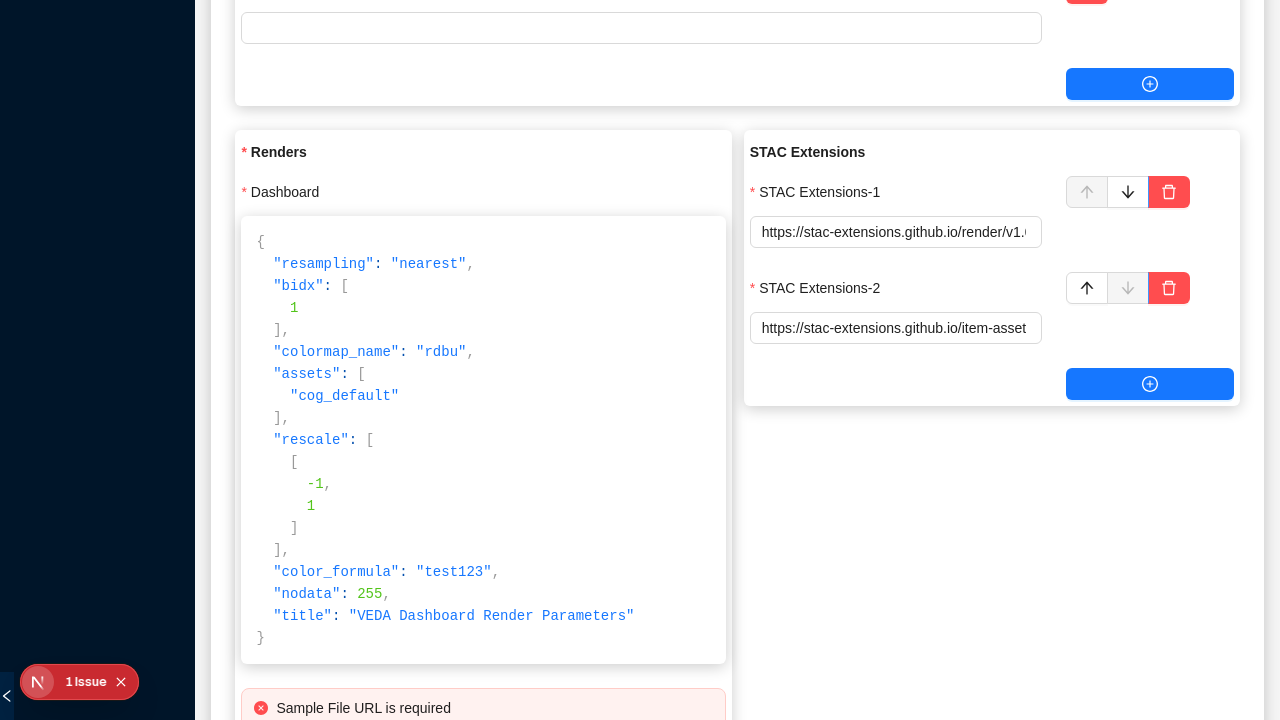 * Renders
* Dashboard
{
"resampling": "nearest",
"bidx": [
1
],
"colormap_name": "rdbu",
"assets": [
"cog_default"
],
"rescale": [
[
-1,
1
]
],
"color_formula": "test123",
"nodata": 255,
"title": "VEDA Dashboard Render Parameters"
}
Sample File URL is required
STAC Extensions
* STAC Extensions-1
https://stac-extensions.github.io/render/v1.
* STAC Extensions-2
https://stac-extensions.github.io/item-asset
1 Issue